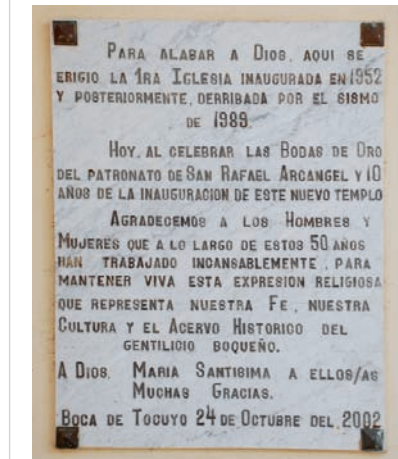 PARA ALABAR A DIOS, AQUI SE
ERIGIO LA 1RA IGLESIA INAUGURADA EN 1952
Y POSTERIORMENTE, DERRIBADA POR EL SISMO
DE 1989.
HOY, AL CELEBRAR LAS BODAS DE ORO
DEL PATRONATO DE SAN RAFAEL ARCANGEL Y 10
AÑOS DE LA INAUGURACION DE ESTE NUEVO TEMPLO
AGRADECEMOS A LOS HOMBRES Y
MUJERES QUE A LO LARGO DE ESTOS 50 AÑOS
HAN TRABAJADO INCANSABLEMENTE, PARA
MANTENER VIVA ESTA EXPRESION RELIGIOSA
QUE REPRESENTA NUESTRA FE, NUESTRA
CULTURA Y EL ACERVO HISTORICO DEL
GENTILICIO BOQUEÑO.
A DIOS, MARIA SANTISIMA A ELLOS/AS
MUCHAS GRACIAS.
BOCA DE TOCUYO 24 DE OCTUBRE DEL 2002